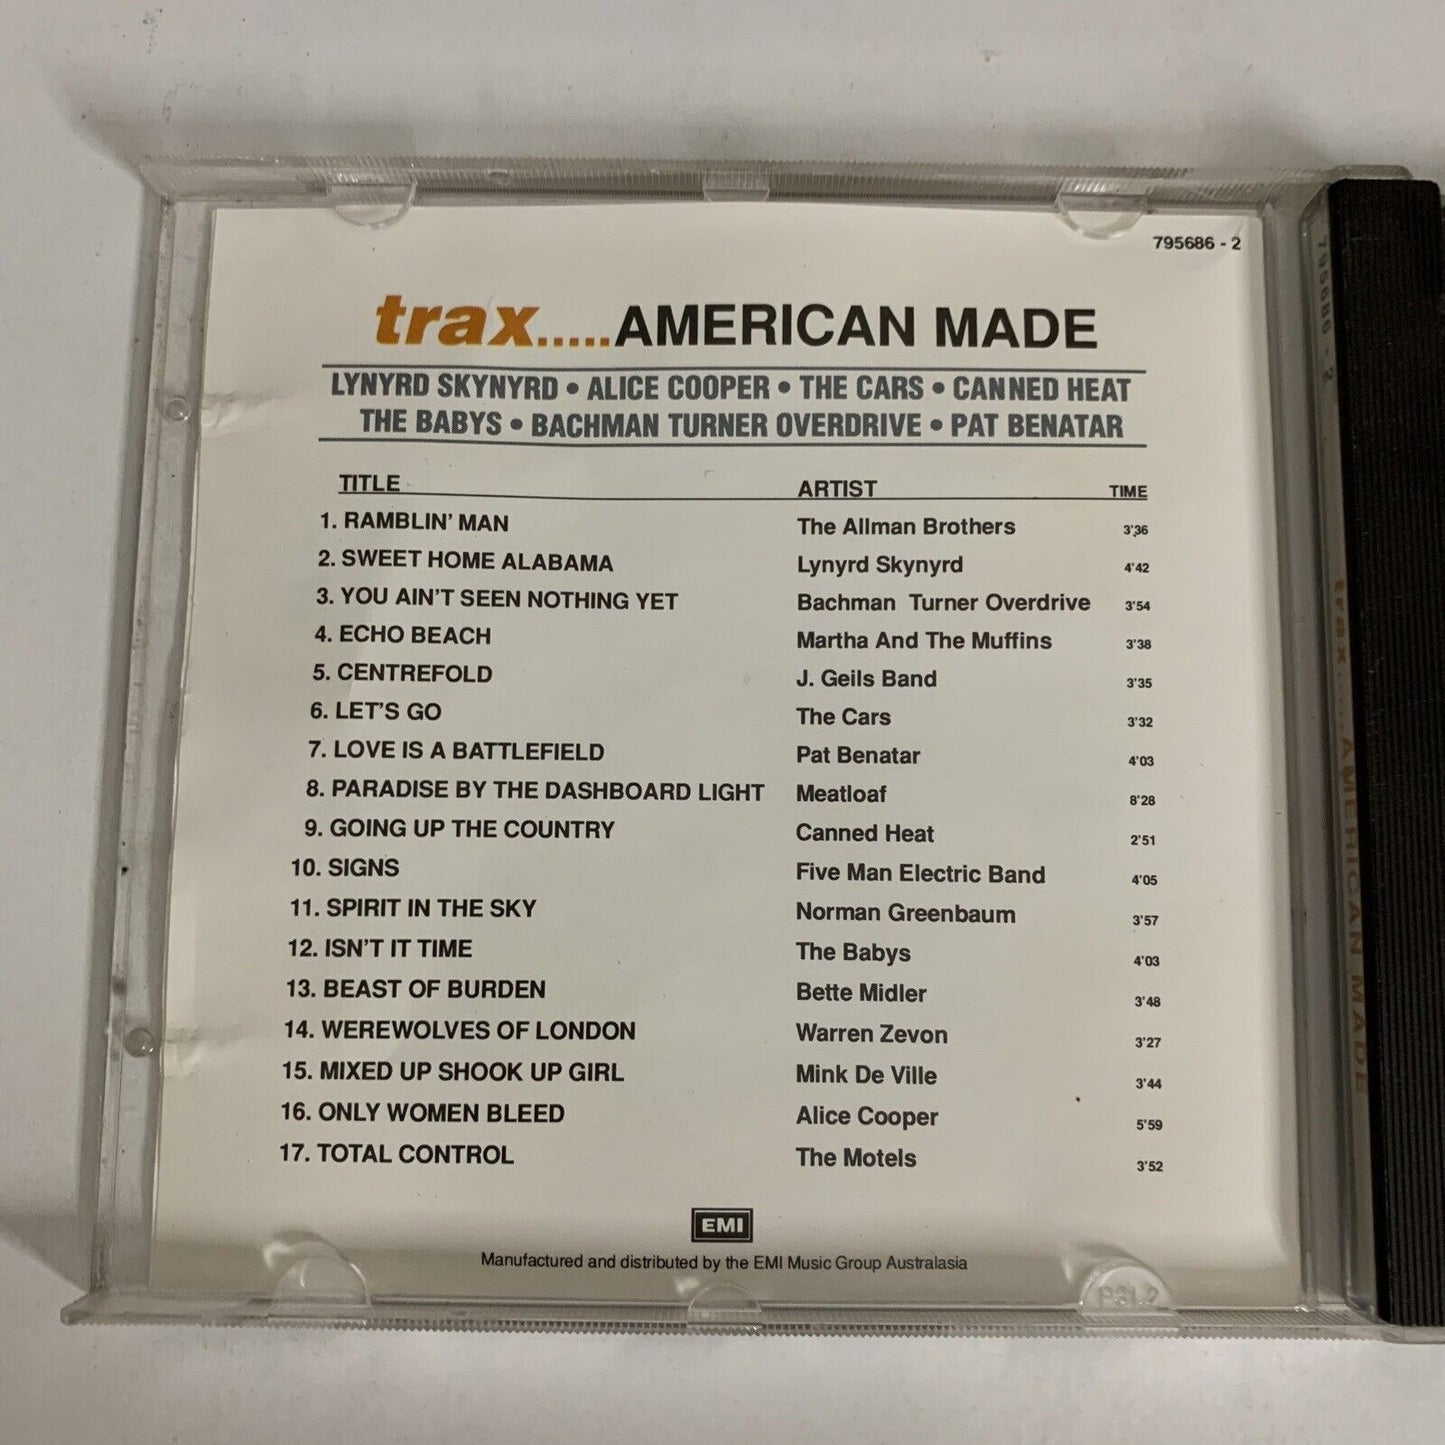 795686 - 2
trax.....AMERICAN MADE
LYNYRD SKYNYRD • ALICE COOPER • THE CARS • CANNED HEAT
THE BABYS • BACHMAN TURNER OVERDRIVE • PAT BENATAR
TITLE ARTIST TIME
1. RAMBLIN' MAN The Allman Brothers 3'36
2. SWEET HOME ALABAMA Lynyrd Skynyrd 4'42
3. YOU AIN'T SEEN NOTHING YET Bachman Turner Overdrive 3'54
4. ECHO BEACH Martha And The Muffins 3'38
5. CENTREFOLD J. Geils Band 3'35
6. LET'S GO The Cars 3'32
7. LOVE IS A BATTLEFIELD Pat Benatar 4'03
8. PARADISE BY THE DASHBOARD LIGHT Meatloaf 8'28
9. GOING UP THE COUNTRY Canned Heat 2'51
10. SIGNS Five Man Electric Band 4'05
11. SPIRIT IN THE SKY Norman Greenbaum 3'57
12. ISN'T IT TIME The Babys 4'03
13. BEAST OF BURDEN Bette Midler 3'48
14. WEREWOLVES OF LONDON Warren Zevon 3'27
15. MIXED UP SHOOK UP GIRL Mink De Ville 3'44
16. ONLY WOMEN BLEED Alice Cooper 5'59
17. TOTAL CONTROL The Motels 3'52
EMI
Manufactured and distributed by the EMI Music Group Australasia
795686 - 2
trax.....AMERICAN MADE